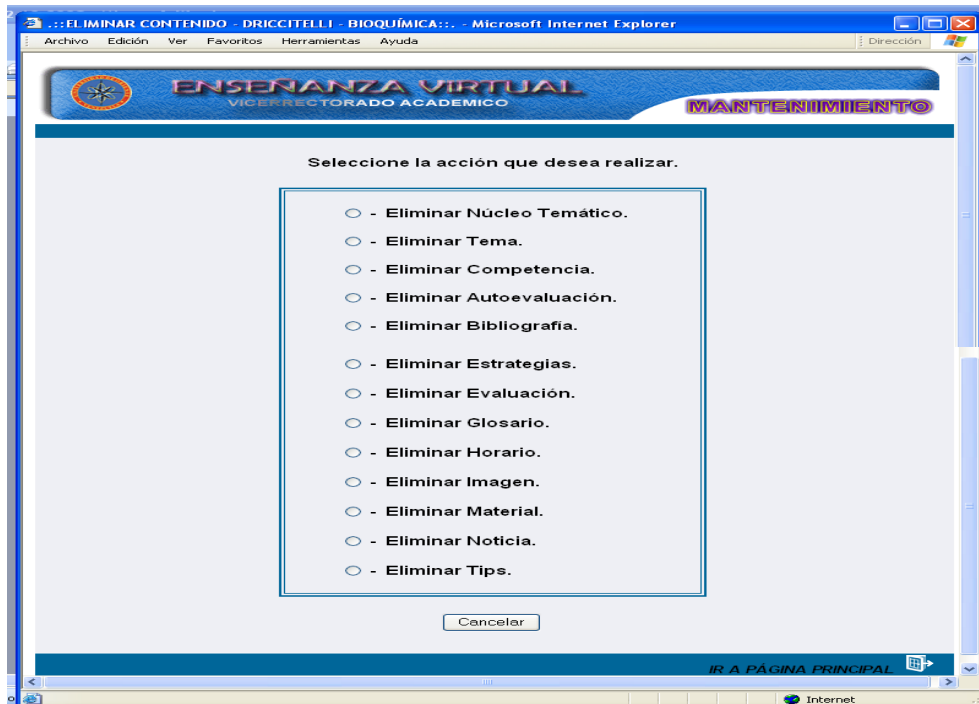 .::ELIMINAR CONTENIDO - DRICCITELLI - BIOQUÍMICA::. - Microsoft Internet Explorer
Archivo Edición Ver Favoritos Herramientas Ayuda Dirección
ENSEÑANZA VIRTUAL
VICERRECTORADO ACADEMICO
MANTENIMIENTO
Seleccione la acción que desea realizar.
- Eliminar Núcleo Temático.
- Eliminar Tema.
- Eliminar Competencia.
- Eliminar Autoevaluación.
- Eliminar Bibliografía.
- Eliminar Estrategias.
- Eliminar Evaluación.
- Eliminar Glosario.
- Eliminar Horario.
- Eliminar Imagen.
- Eliminar Material.
- Eliminar Noticia.
- Eliminar Tips.
Cancelar
IR A PÁGINA PRINCIPAL
Internet